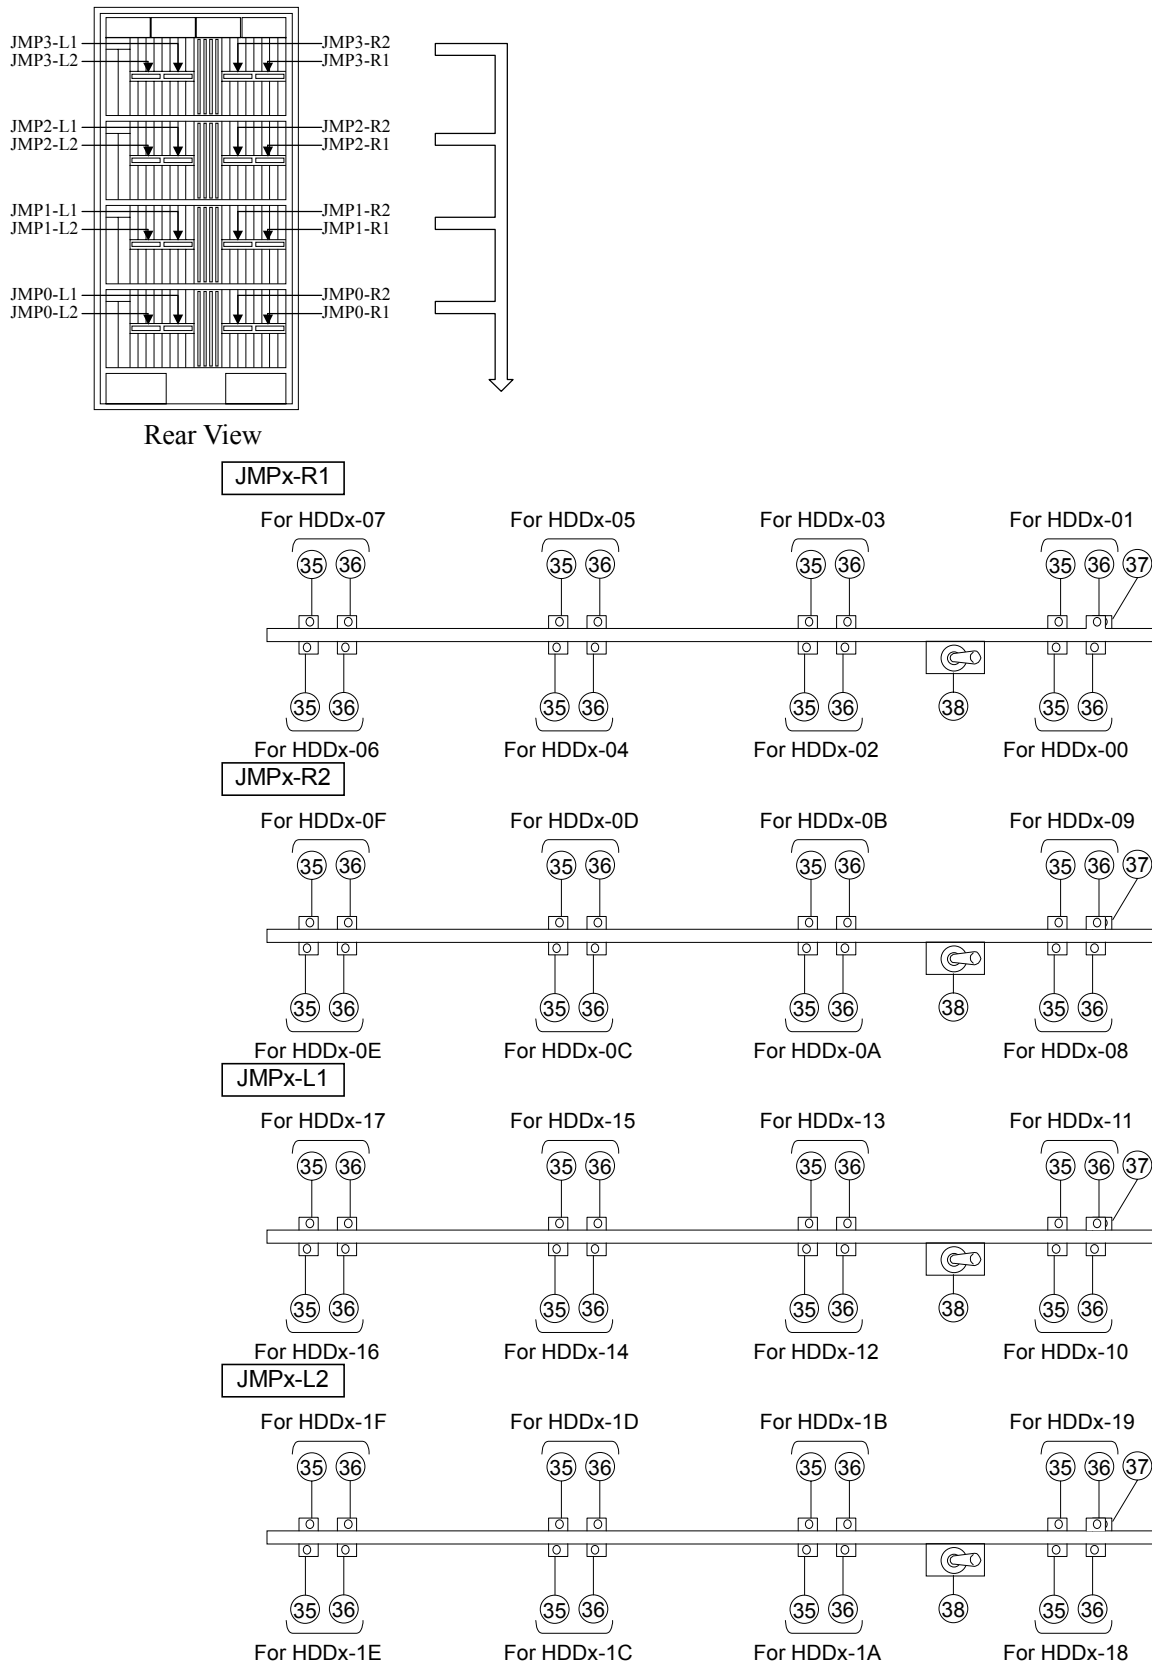 JMP3-L1 JMP3-R2
JMP3-L2 JMP3-R1
JMP2-L1 JMP2-R2
JMP2-L2 JMP2-R1
JMP1-L1 JMP1-R2
JMP1-L2 JMP1-R1
JMP0-L1 JMP0-R2
JMP0-L2 JMP0-R1
Rear View
JMPx-R1
For HDDx-07 For HDDx-05 For HDDx-03 For HDDx-01
35 36 35 36 35 36 35 36 37
35 36 35 36 35 36 38 35 36
For HDDx-06 For HDDx-04 For HDDx-02 For HDDx-00
JMPx-R2
For HDDx-0F For HDDx-0D For HDDx-0B For HDDx-09
35 36 35 36 35 36 35 36 37
35 36 35 36 35 36 38 35 36
For HDDx-0E For HDDx-0C For HDDx-0A For HDDx-08
JMPx-L1
For HDDx-17 For HDDx-15 For HDDx-13 For HDDx-11
35 36 35 36 35 36 35 36 37
35 36 35 36 35 36 38 35 36
For HDDx-16 For HDDx-14 For HDDx-12 For HDDx-10
JMPx-L2
For HDDx-1F For HDDx-1D For HDDx-1B For HDDx-19
35 36 35 36 35 36 35 36 37
35 36 35 36 35 36 38 35 36
For HDDx-1E For HDDx-1C For HDDx-1A For HDDx-18